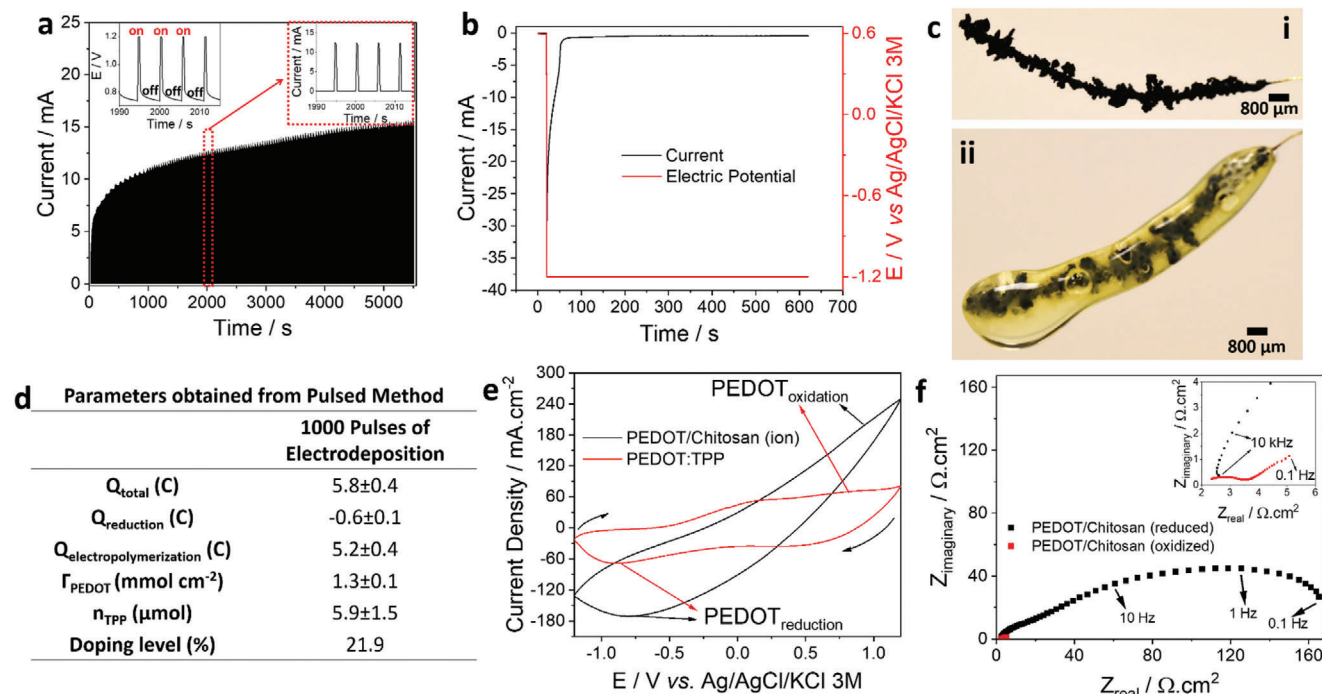 a
25
20
15
10
5
0
Current / mA
0 1000 2000 3000 4000 5000
Time / s
on on on
off off off
E / V
1.2
0.8
1990 2000 2010
Time / s
Current / mA
15
10
5
0
1990 2000 2010
Time / s
b
0
-5
-10
-15
-20
-25
-30
-35
-40
Current / mA
Current
Electric Potential
-100 0 100 200 300 400 500 600 700
Time / s
0.6
0.0
-0.6
-1.2
E / V vs Ag/AgCl/KCl 3M
c
i
800 µm
ii
800 µm
d
Parameters obtained from Pulsed Method
1000 Pulses of
Electrodeposition
Qtotal (C) 5.8±0.4
Qreduction (C) -0.6±0.1
Qelectropolymerization (C) 5.2±0.4
ΓPEDOT (mmol cm-2) 1.3±0.1
nTPP (µmol) 5.9±1.5
Doping level (%) 21.9
e
300
240
180
120
60
0
-60
-120
-180
Current Density / mA.cm-2
PEDOToxidation
PEDOT/Chitosan (ion)
PEDOT:TPP
PEDOTreduction
-1.0 -0.5 0.0 0.5 1.0
E / V vs. Ag/AgCl/KCl 3M
f
160
120
80
40
0
Zimaginary / Ω.cm2
4
3
2
1
0
Zimaginary / Ω.cm2
10 kHz
0.1 Hz
2 3 4 5 6
Zreal / Ω.cm2
PEDOT/Chitosan (reduced)
PEDOT/Chitosan (oxidized)
10 Hz
1 Hz
0.1 Hz
0 40 80 120 160
Zreal / Ω.cm2